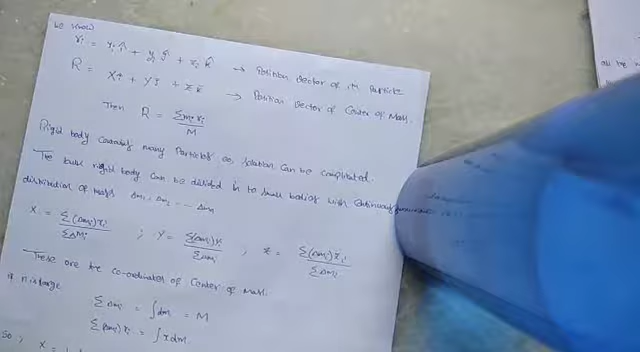 we know
ri = xi î + yi ĵ + zi k̂ → Position vector of ith particle
R = Xî + Yĵ + Zk̂ → Position vector of Center of Mass.
Then R = Σmi ri / M
Rigid body many Particles so, solution can be complicated.
The bulk rigid body can be divided in to small bodies with continuous
distribution of mass Δm1, Δm2 ... Δmn
X = Σ(Δmi)xi / ΣΔmi ; Y = Σ(Δmi)yi / ΣΔmi ; Z = Σ(Δmi)zi / ΣΔmi
These are the co-ordinates of Center of Mass.
if n is large
ΣΔmi = ∫dm = M
Σ(Δmi)xi = ∫x dm
so, X =